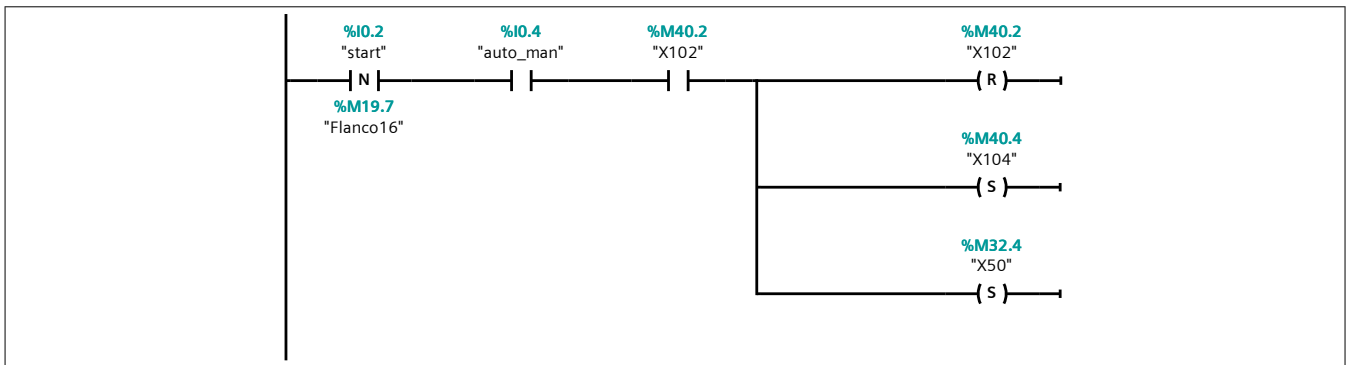 %I0.2
"start"
N
%M19.7
"Flanco16"
%I0.4
"auto_man"
%M40.2
"X102"
%M40.2
"X102"
R
%M40.4
"X104"
S
%M32.4
"X50"
S